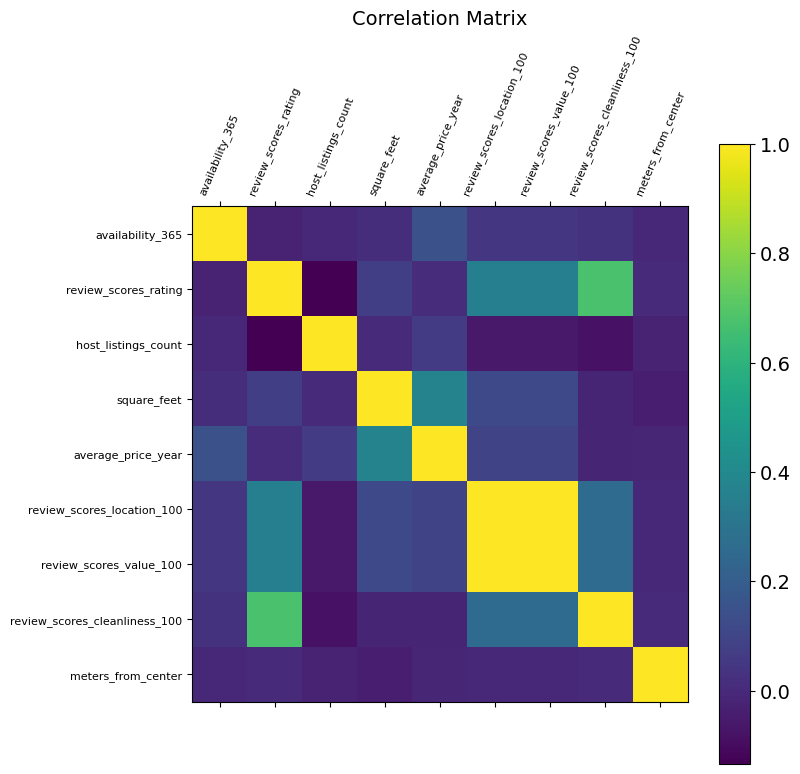 Correlation Matrix
availability_365
review_scores_rating
host_listings_count
square_feet
average_price_year
review_scores_location_100
review_scores_value_100
review_scores_cleanliness_100
meters_from_center
availability_365
review_scores_rating
host_listings_count
square_feet
average_price_year
review_scores_location_100
review_scores_value_100
review_scores_cleanliness_100
meters_from_center
1.0
0.8
0.6
0.4
0.2
0.0